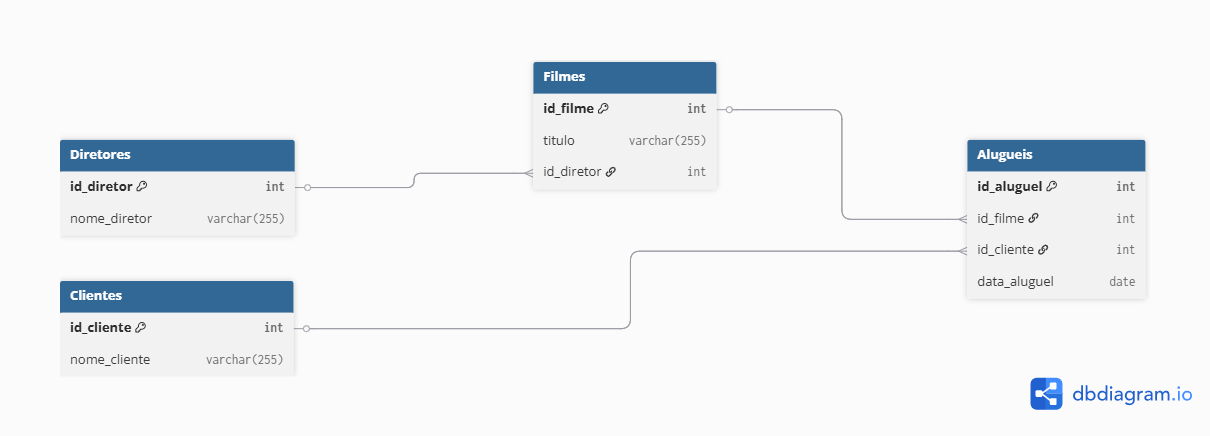 Filmes
id_filme int
titulo varchar(255)
id_diretor int
Diretores
id_diretor int
nome_diretor varchar(255)
Alugueis
id_aluguel int
id_filme int
id_cliente int
data_aluguel date
Clientes
id_cliente int
nome_cliente varchar(255)
dbdiagram.io